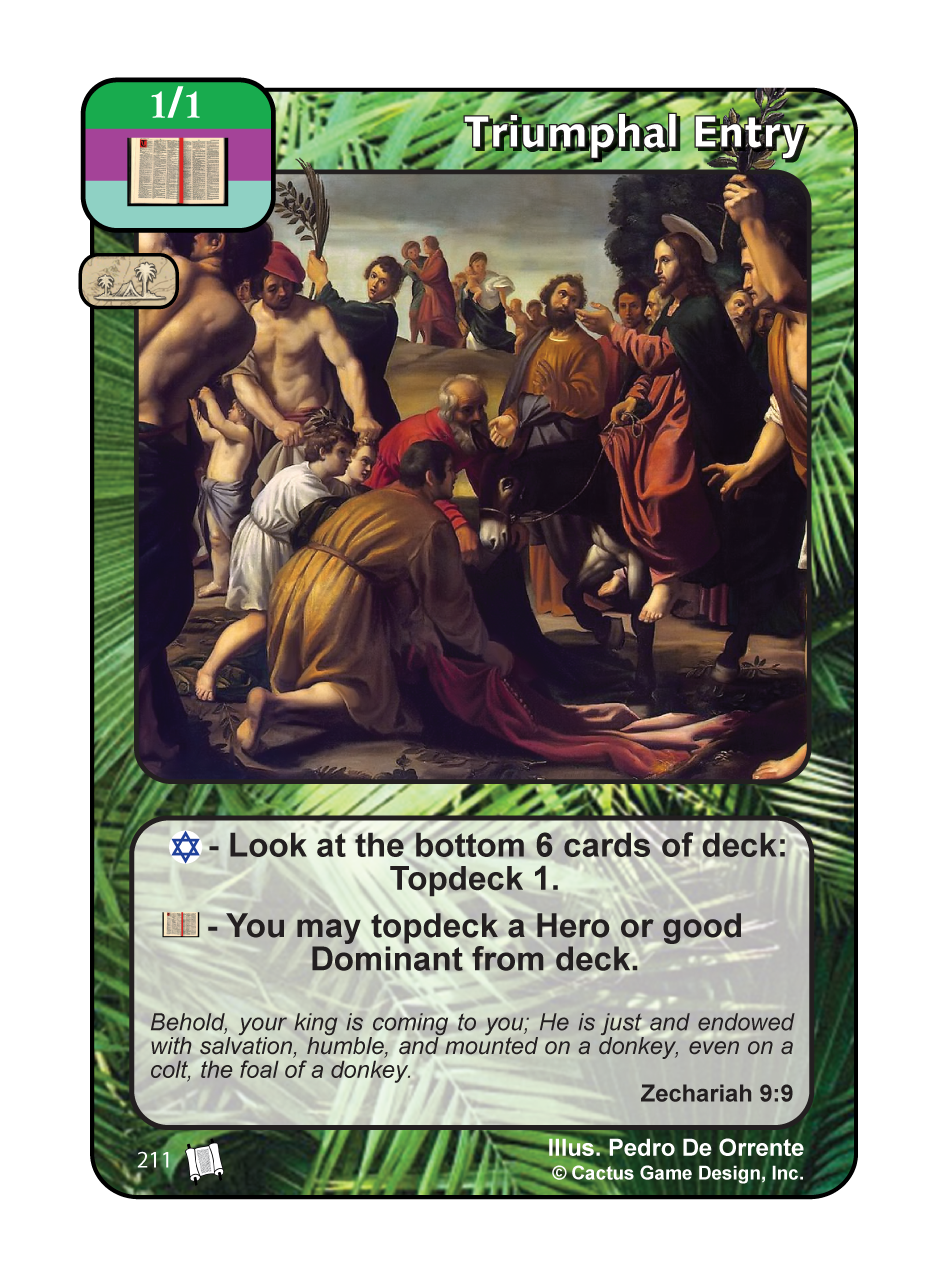 1/1
Triumphal Entry
- Look at the bottom 6 cards of deck:
Topdeck 1.
- You may topdeck a Hero or good
Dominant from deck.
Behold, your king is coming to you; He is just and endowed
with salvation, humble, and mounted on a donkey, even on a
colt, the foal of a donkey.
Zechariah 9:9
211
Illus. Pedro De Orrente
© Cactus Game Design, Inc.